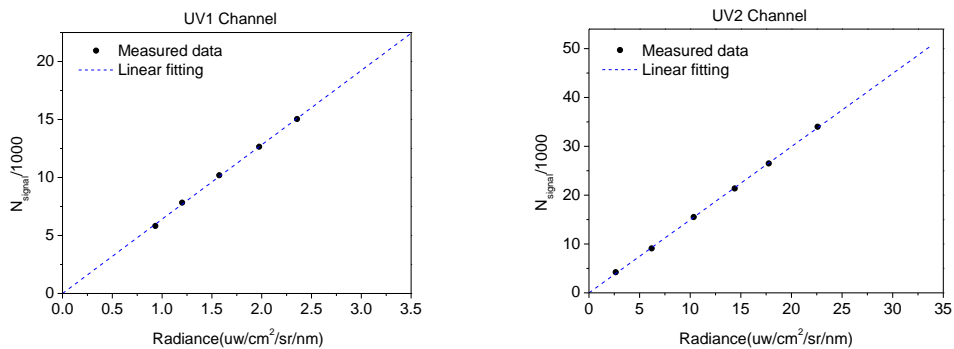 UV1 Channel
Measured data
Linear fitting
N_signal/1000
20
15
10
5
0
0.0 0.5 1.0 1.5 2.0 2.5 3.0 3.5
Radiance(uw/cm²/sr/nm)
UV2 Channel
Measured data
Linear fitting
N_signal/1000
50
40
30
20
10
0
0 5 10 15 20 25 30 35
Radiance(uw/cm²/sr/nm)